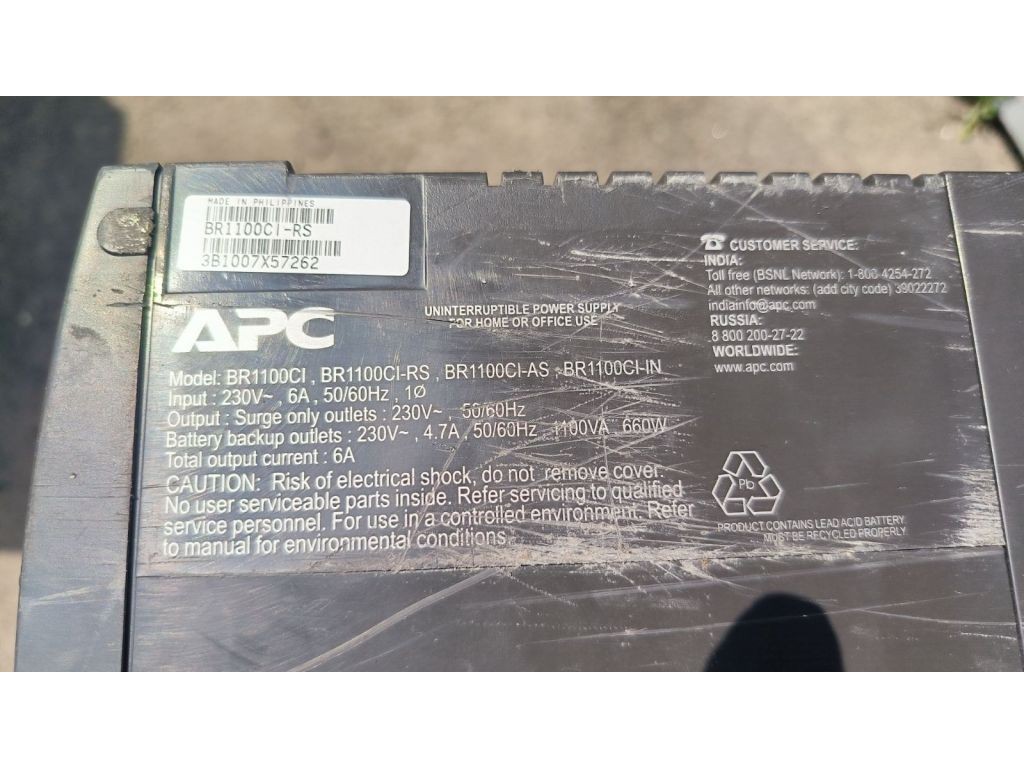 MADE IN PHILIPPINES
BR1100CI-RS
3B1007X57262
APC
UNINTERRUPTIBLE POWER SUPPLY
FOR HOME OR OFFICE USE
Model: BR1100CI , BR1100CI-RS , BR1100CI-AS , BR1100CI-IN
Input : 230V~ , 6A , 50/60Hz , 1Ø
Output : Surge only outlets : 230V~ , 50/60Hz
Battery backup outlets : 230V~ , 4.7A , 50/60Hz , 1100VA , 660W
Total output current : 6A
CAUTION: Risk of electrical shock, do not remove cover.
No user serviceable parts inside. Refer servicing to qualified
service personnel. For use in a controlled environment. Refer
to manual for environmental conditions.
☎ CUSTOMER SERVICE:
INDIA:
Toll free (BSNL Network): 1-800-4254-272
All other networks: (add city code) 39022272
indiainfo@apc.com
RUSSIA:
8 800 200-27-22
WORLDWIDE:
www.apc.com
Pb
PRODUCT CONTAINS LEAD ACID BATTERY
MUST BE RECYCLED PROPERLY